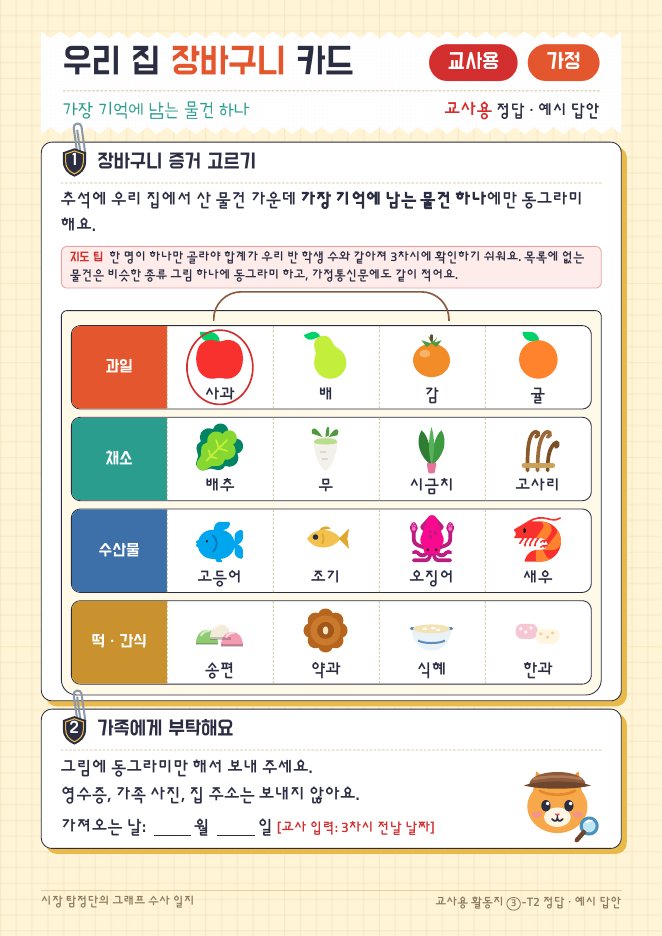 우리 집 장바구니 카드
교사용 가정
가장 기억에 남는 물건 하나
교사용 정답 · 예시 답안
1 장바구니 증거 고르기
추석에 우리 집에서 산 물건 가운데 가장 기억에 남는 물건 하나에만 동그라미
해요.
지도 팁 한 명이 하나만 골라야 합계가 우리 반 학생 수와 같아져 3차시에 확인하기 쉬워요. 목록에 없는
물건은 비슷한 종류 그림 하나에 동그라미 하고, 가정통신문에도 같이 적어요.
과일
사과 배 감 귤
채소
배추 무 시금치 고사리
수산물
고등어 조기 오징어 새우
떡 · 간식
송편 약과 식혜 한과
2 가족에게 부탁해요
그림에 동그라미만 해서 보내 주세요.
영수증, 가족 사진, 집 주소는 보내지 않아요.
가져오는 날: ____ 월 ____ 일 [교사 입력: 3차시 전날 날짜]
시장 탐정단의 그래프 수사 일지
교사용 활동지 ③-T2 정답 · 예시 답안